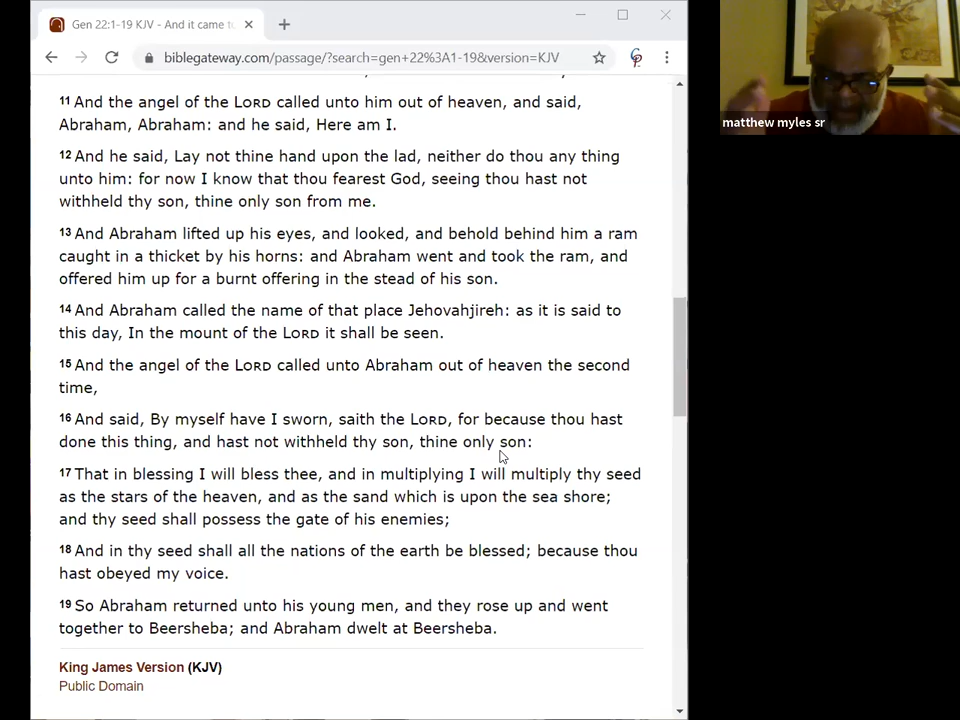 Gen 22:1-19 KJV - And it came to
biblegateway.com/passage/?search=gen+22%3A1-19&version=KJV
matthew myles sr
11 And the angel of the LORD called unto him out of heaven, and said,
Abraham, Abraham: and he said, Here am I.
12 And he said, Lay not thine hand upon the lad, neither do thou any thing
unto him: for now I know that thou fearest God, seeing thou hast not
withheld thy son, thine only son from me.
13 And Abraham lifted up his eyes, and looked, and behold behind him a ram
caught in a thicket by his horns: and Abraham went and took the ram, and
offered him up for a burnt offering in the stead of his son.
14 And Abraham called the name of that place Jehovahjireh: as it is said to
this day, In the mount of the LORD it shall be seen.
15 And the angel of the LORD called unto Abraham out of heaven the second
time,
16 And said, By myself have I sworn, saith the LORD, for because thou hast
done this thing, and hast not withheld thy son, thine only son:
17 That in blessing I will bless thee, and in multiplying I will multiply thy seed
as the stars of the heaven, and as the sand which is upon the sea shore;
and thy seed shall possess the gate of his enemies;
18 And in thy seed shall all the nations of the earth be blessed; because thou
hast obeyed my voice.
19 So Abraham returned unto his young men, and they rose up and went
together to Beersheba; and Abraham dwelt at Beersheba.
King James Version (KJV)
Public Domain